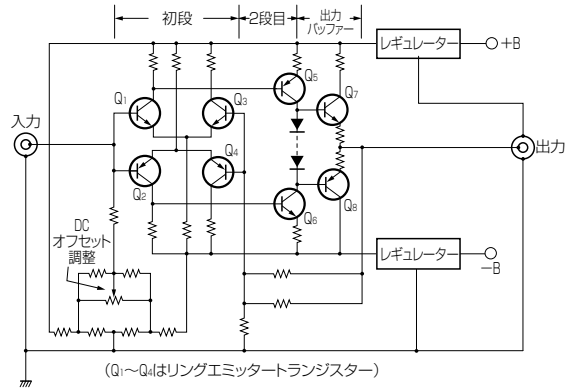 初段
2段目
出力
バッファー
レギュレーター
+B
Q5
Q7
Q1
Q3
入力
出力
Q4
Q2
Q6
Q8
DC
オフセット
調整
レギュレーター
−B
(Q1〜Q4はリングエミッタートランジスター)